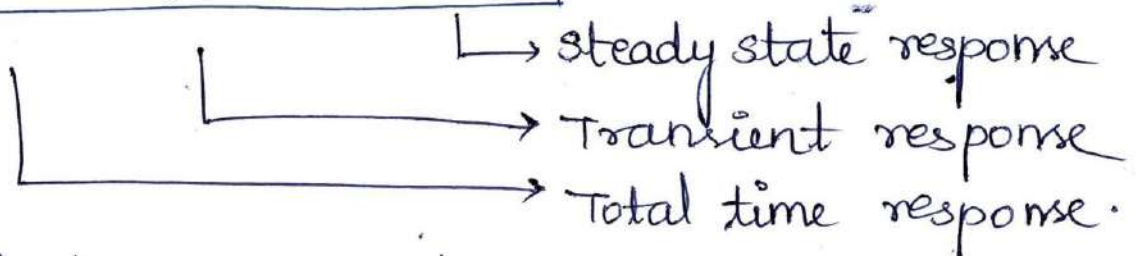 steady state response
Transient response
Total time response.